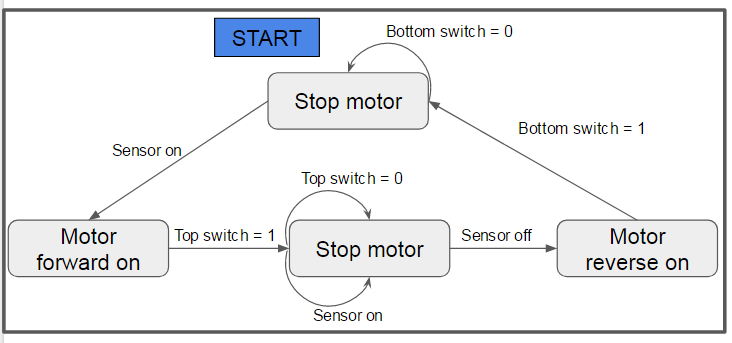 START
Bottom switch = 0
Stop motor
Bottom switch = 1
Sensor on
Top switch = 0
Motor
forward on
Top switch = 1
Stop motor
Sensor off
Motor
reverse on
Sensor on